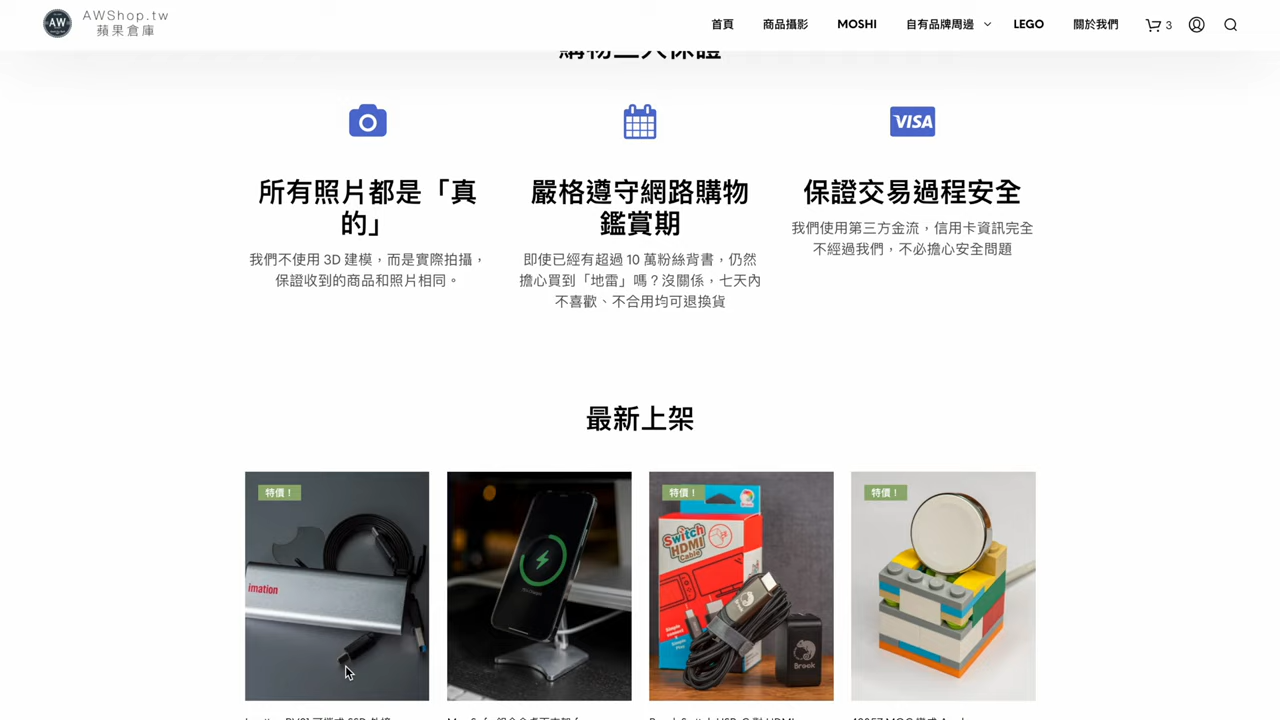 AWShop.tw
蘋果倉庫
首頁
商品攝影
MOSHI
自有品牌周邊
LEGO
關於我們
3
所有照片都是「真
的」
我們不使用 3D 建模，而是實際拍攝，
保證收到的商品和照片相同。
嚴格遵守網路購物
鑑賞期
即使已經有超過 10 萬粉絲背書，仍然
擔心買到「地雷」嗎？沒關係，七天內
不喜歡、不合用均可退換貨
VISA
保證交易過程安全
我們使用第三方金流，信用卡資訊完全
不經過我們，不必擔心安全問題
最新上架
特價！
imation
特價！
Switch
HDMI
Cable
Brook
特價！